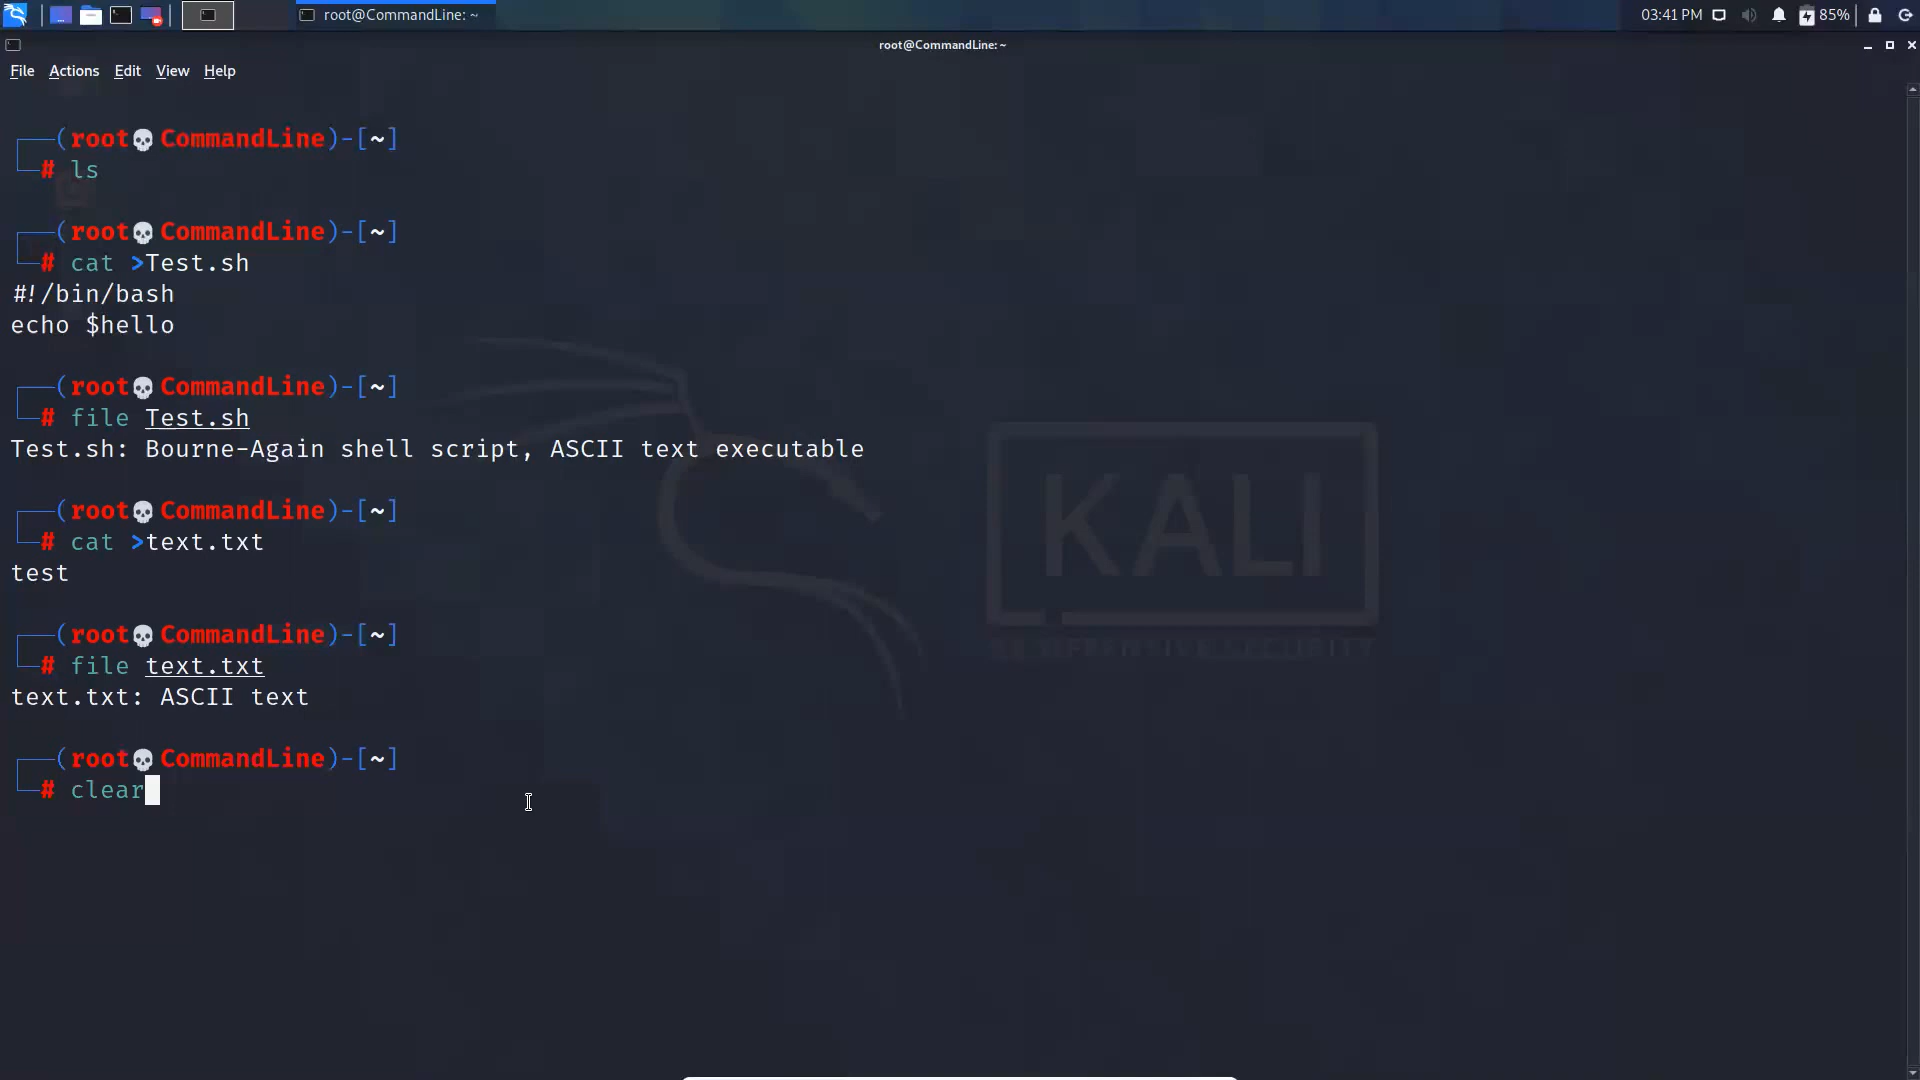 root@CommandLine: ~
03:41 PM
85%
root@CommandLine: ~
File Actions Edit View Help
┌──(root💀CommandLine)-[~]
└─# ls
┌──(root💀CommandLine)-[~]
└─# cat >Test.sh
#!/bin/bash
echo $hello
┌──(root💀CommandLine)-[~]
└─# file Test.sh
Test.sh: Bourne-Again shell script, ASCII text executable
┌──(root💀CommandLine)-[~]
└─# cat >text.txt
test
┌──(root💀CommandLine)-[~]
└─# file text.txt
text.txt: ASCII text
┌──(root💀CommandLine)-[~]
└─# clear
KALI
BY OFFENSIVE SECURITY